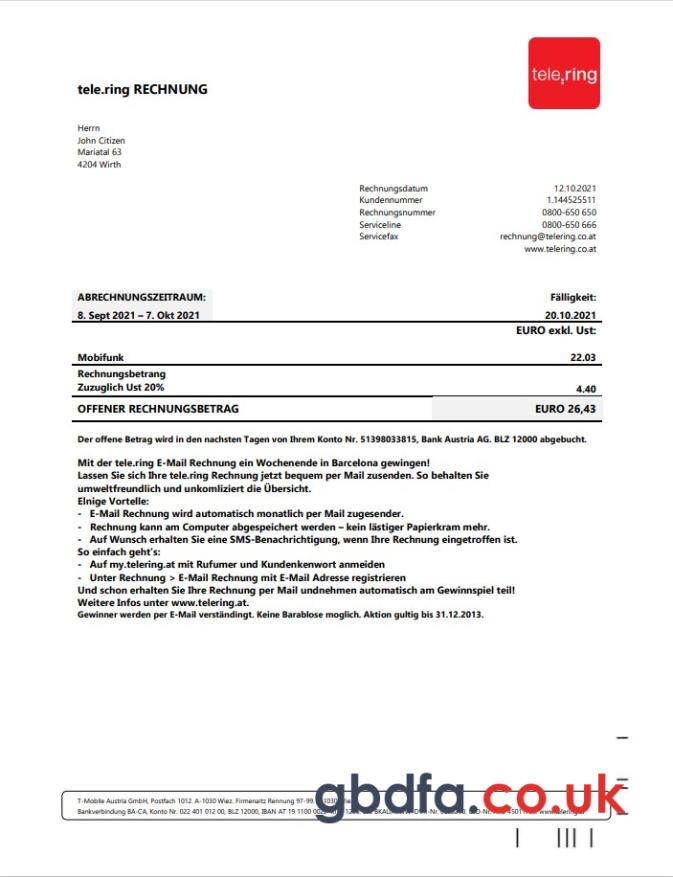 tele.ring
tele.ring RECHNUNG
Herrn
John Citizen
Mariatal 63
4204 Wirth
Rechnungsdatum 12.10.2021
Kundennummer 1.144525511
Rechnungsnummer 0800-650 650
Serviceline 0800-650 666
Servicefax rechnung@telering.co.at
www.telering.co.at
ABRECHNUNGSZEITRAUM: Fälligkeit:
8. Sept 2021 – 7. Okt 2021 20.10.2021
EURO exkl. Ust:
Mobifunk 22.03
Rechnungsbetrang
Zuzuglich Ust 20% 4.40
OFFENER RECHNUNGSBETRAG EURO 26,43
Der offene Betrag wird in den nachsten Tagen von Ihrem Konto Nr. 51398033815, Bank Austria AG. BLZ 12000 abgebucht.
Mit der tele.ring E-Mail Rechnung ein Wochenende in Barcelona gewingen!
Lassen Sie sich Ihre tele.ring Rechnung jetzt bequem per Mail zusenden. So behalten Sie
umweltfreundlich und unkomliziert die Übersicht.
Elnige Vortelle:
- E-Mail Rechnung wird automatisch monatlich per Mail zugesender.
- Rechnung kann am Computer abgespeichert werden – kein lästiger Papierkram mehr.
- Auf Wunsch erhalten Sie eine SMS-Benachrichtigung, wenn Ihre Rechnung eingetroffen ist.
So einfach geht's:
- Auf my.telering.at mit Rufumer und Kundenkenwort anmeiden
- Unter Rechnung > E-Mail Rechnung mit E-Mail Adresse registrieren
Und schon erhalten Sie Ihre Rechnung per Mail undnehmen automatisch am Gewinnspiel teil!
Weitere Infos unter www.telering.at.
Gewinner werden per E-Mail verständingt. Keine Barablose moglich. Aktion gultig bis 31.12.2013.
T-Mobile Austria GmbH, Postfach 1012. A-1030 Wiez. Firmenaitz Rennung 97-99.
Bankverbindung BA-CA, Konto Nr. 022 401 012 00, BLZ 12000, IBAN AT 19 1100
gbdfa.co.uk